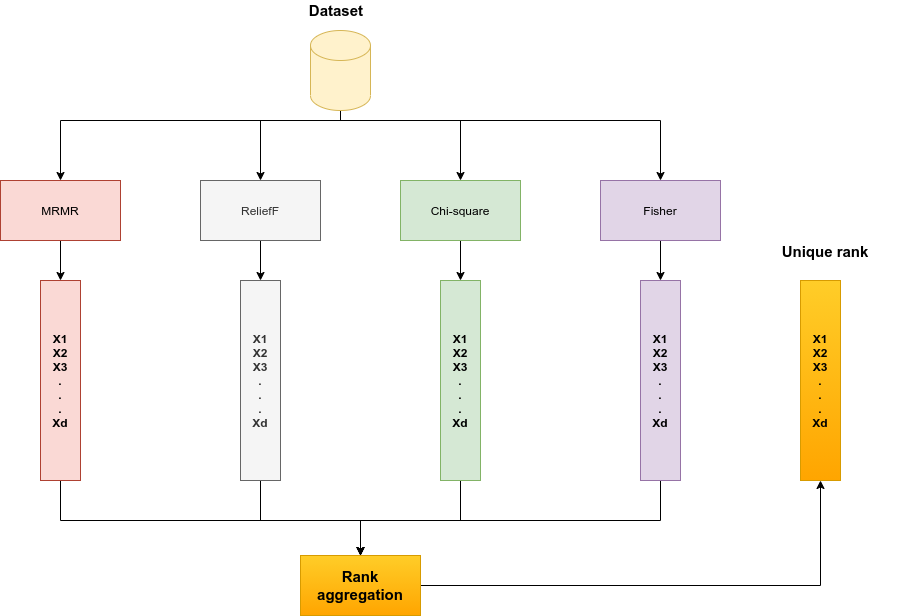 Dataset
MRMR
ReliefF
Chi-square
Fisher
Unique rank
X1
X2
X3
.
.
.
Xd
X1
X2
X3
.
.
.
Xd
X1
X2
X3
.
.
.
Xd
X1
X2
X3
.
.
.
Xd
X1
X2
X3
.
.
.
Xd
Rank
aggregation